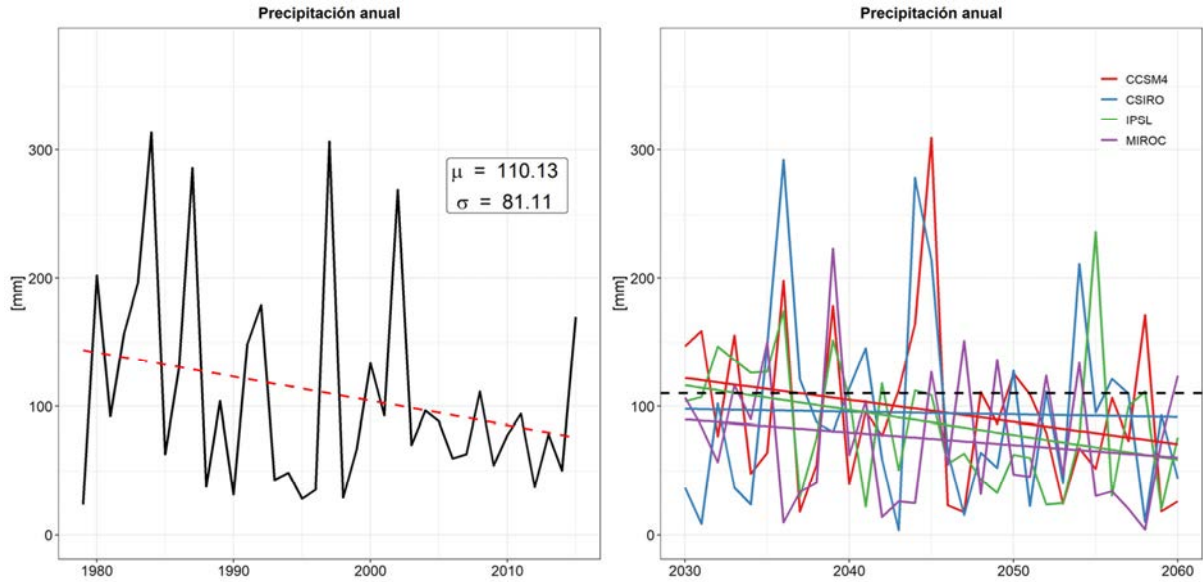 Precipitación anual
[mm]
300
200
100
0
μ = 110.13
σ = 81.11
1980
1990
2000
2010
Precipitación anual
[mm]
300
200
100
0
CCSM4
CSIRO
IPSL
MIROC
2030
2040
2050
2060